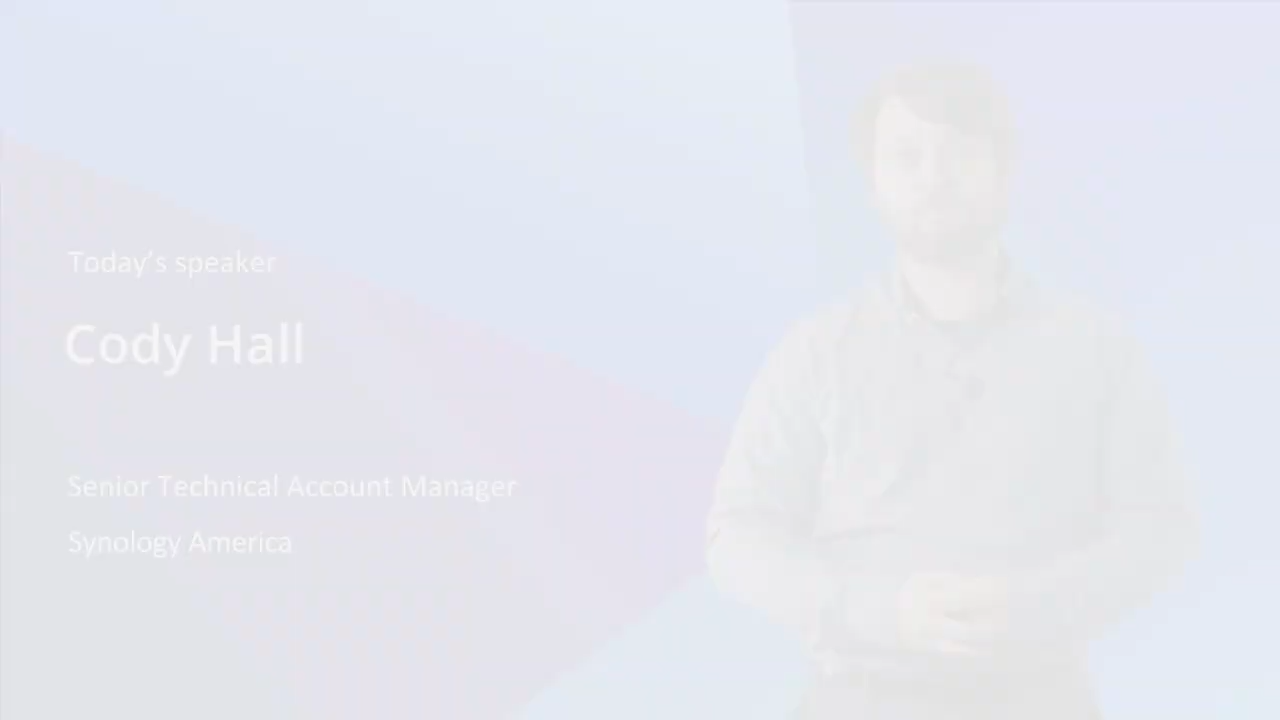 Today's speaker
Cody Hall
Senior Technical Account Manager
Synology America